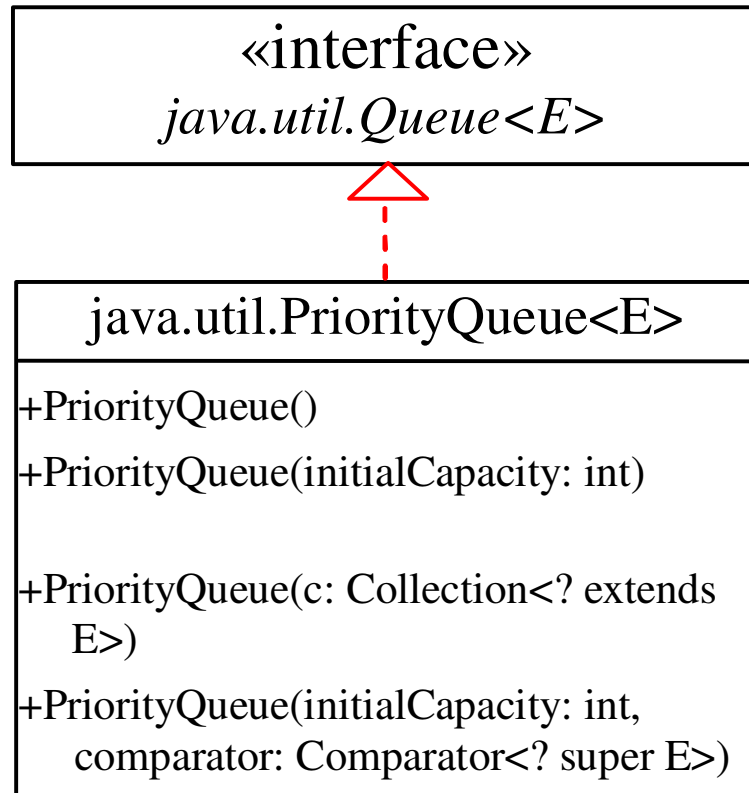 «interface»
java.util.Queue<E>
java.util.PriorityQueue<E>
+PriorityQueue()
+PriorityQueue(initialCapacity: int)
+PriorityQueue(c: Collection<? extends
E>)
+PriorityQueue(initialCapacity: int,
comparator: Comparator<? super E>)